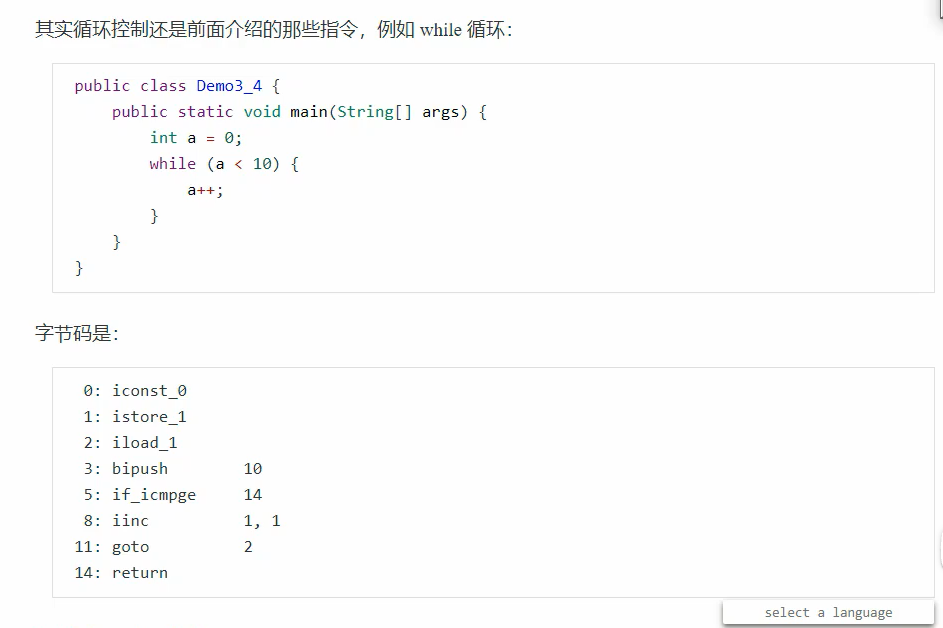 其实循环控制还是前面介绍的那些指令，例如 while 循环：
public class Demo3_4 {
    public static void main(String[] args) {
        int a = 0;
        while (a < 10) {
            a++;
        }
    }
}
字节码是：
0: iconst_0
1: istore_1
2: iload_1
3: bipush        10
5: if_icmpge     14
8: iinc          1, 1
11: goto          2
14: return
select a language